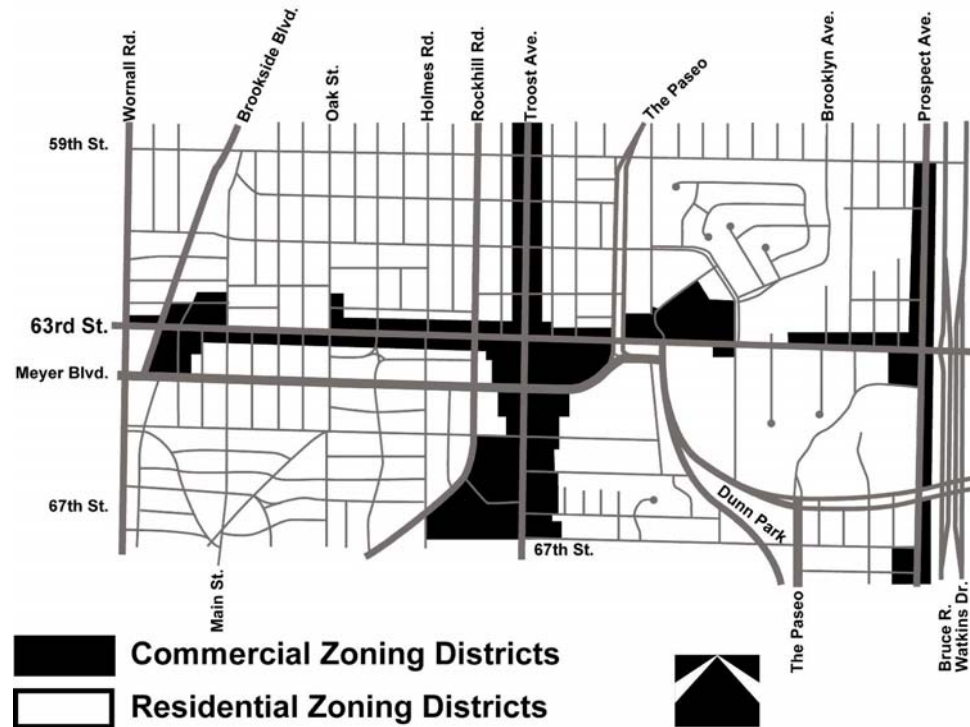 Wornall Rd.
Brookside Blvd.
Oak St.
Holmes Rd.
Rockhill Rd.
Troost Ave.
The Paseo
Brooklyn Ave.
Prospect Ave.
59th St.
63rd St.
Meyer Blvd.
67th St.
Dunn Park
67th St.
Main St.
The Paseo
Bruce R.
Watkins Dr.
Commercial Zoning Districts
Residential Zoning Districts